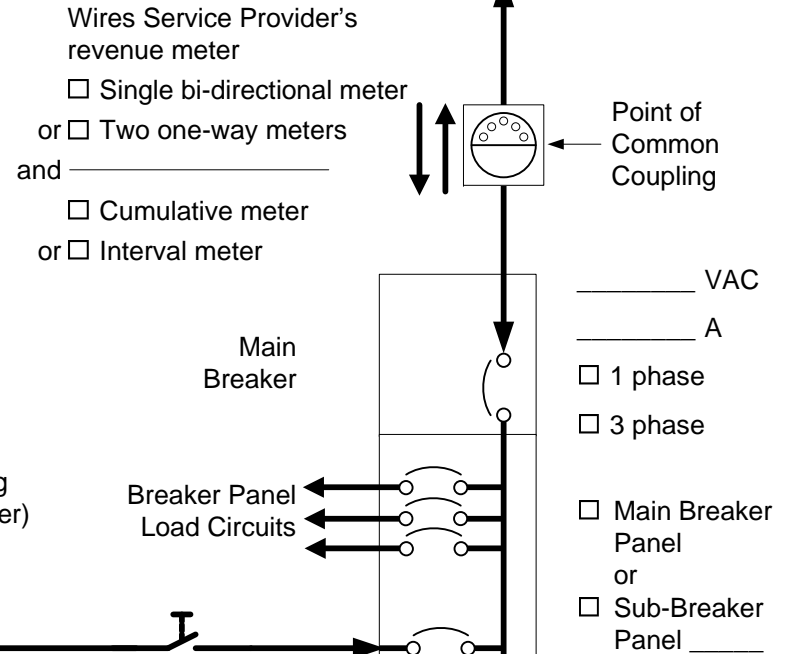 Wires Service Provider's
revenue meter
☐ Single bi-directional meter
or ☐ Two one-way meters
and
☐ Cumulative meter
or ☐ Interval meter
Point of
Common
Coupling
________ VAC
________ A
☐ 1 phase
☐ 3 phase
Main
Breaker
g
er)
Breaker Panel
Load Circuits
☐ Main Breaker
Panel
or
☐ Sub-Breaker
Panel _____